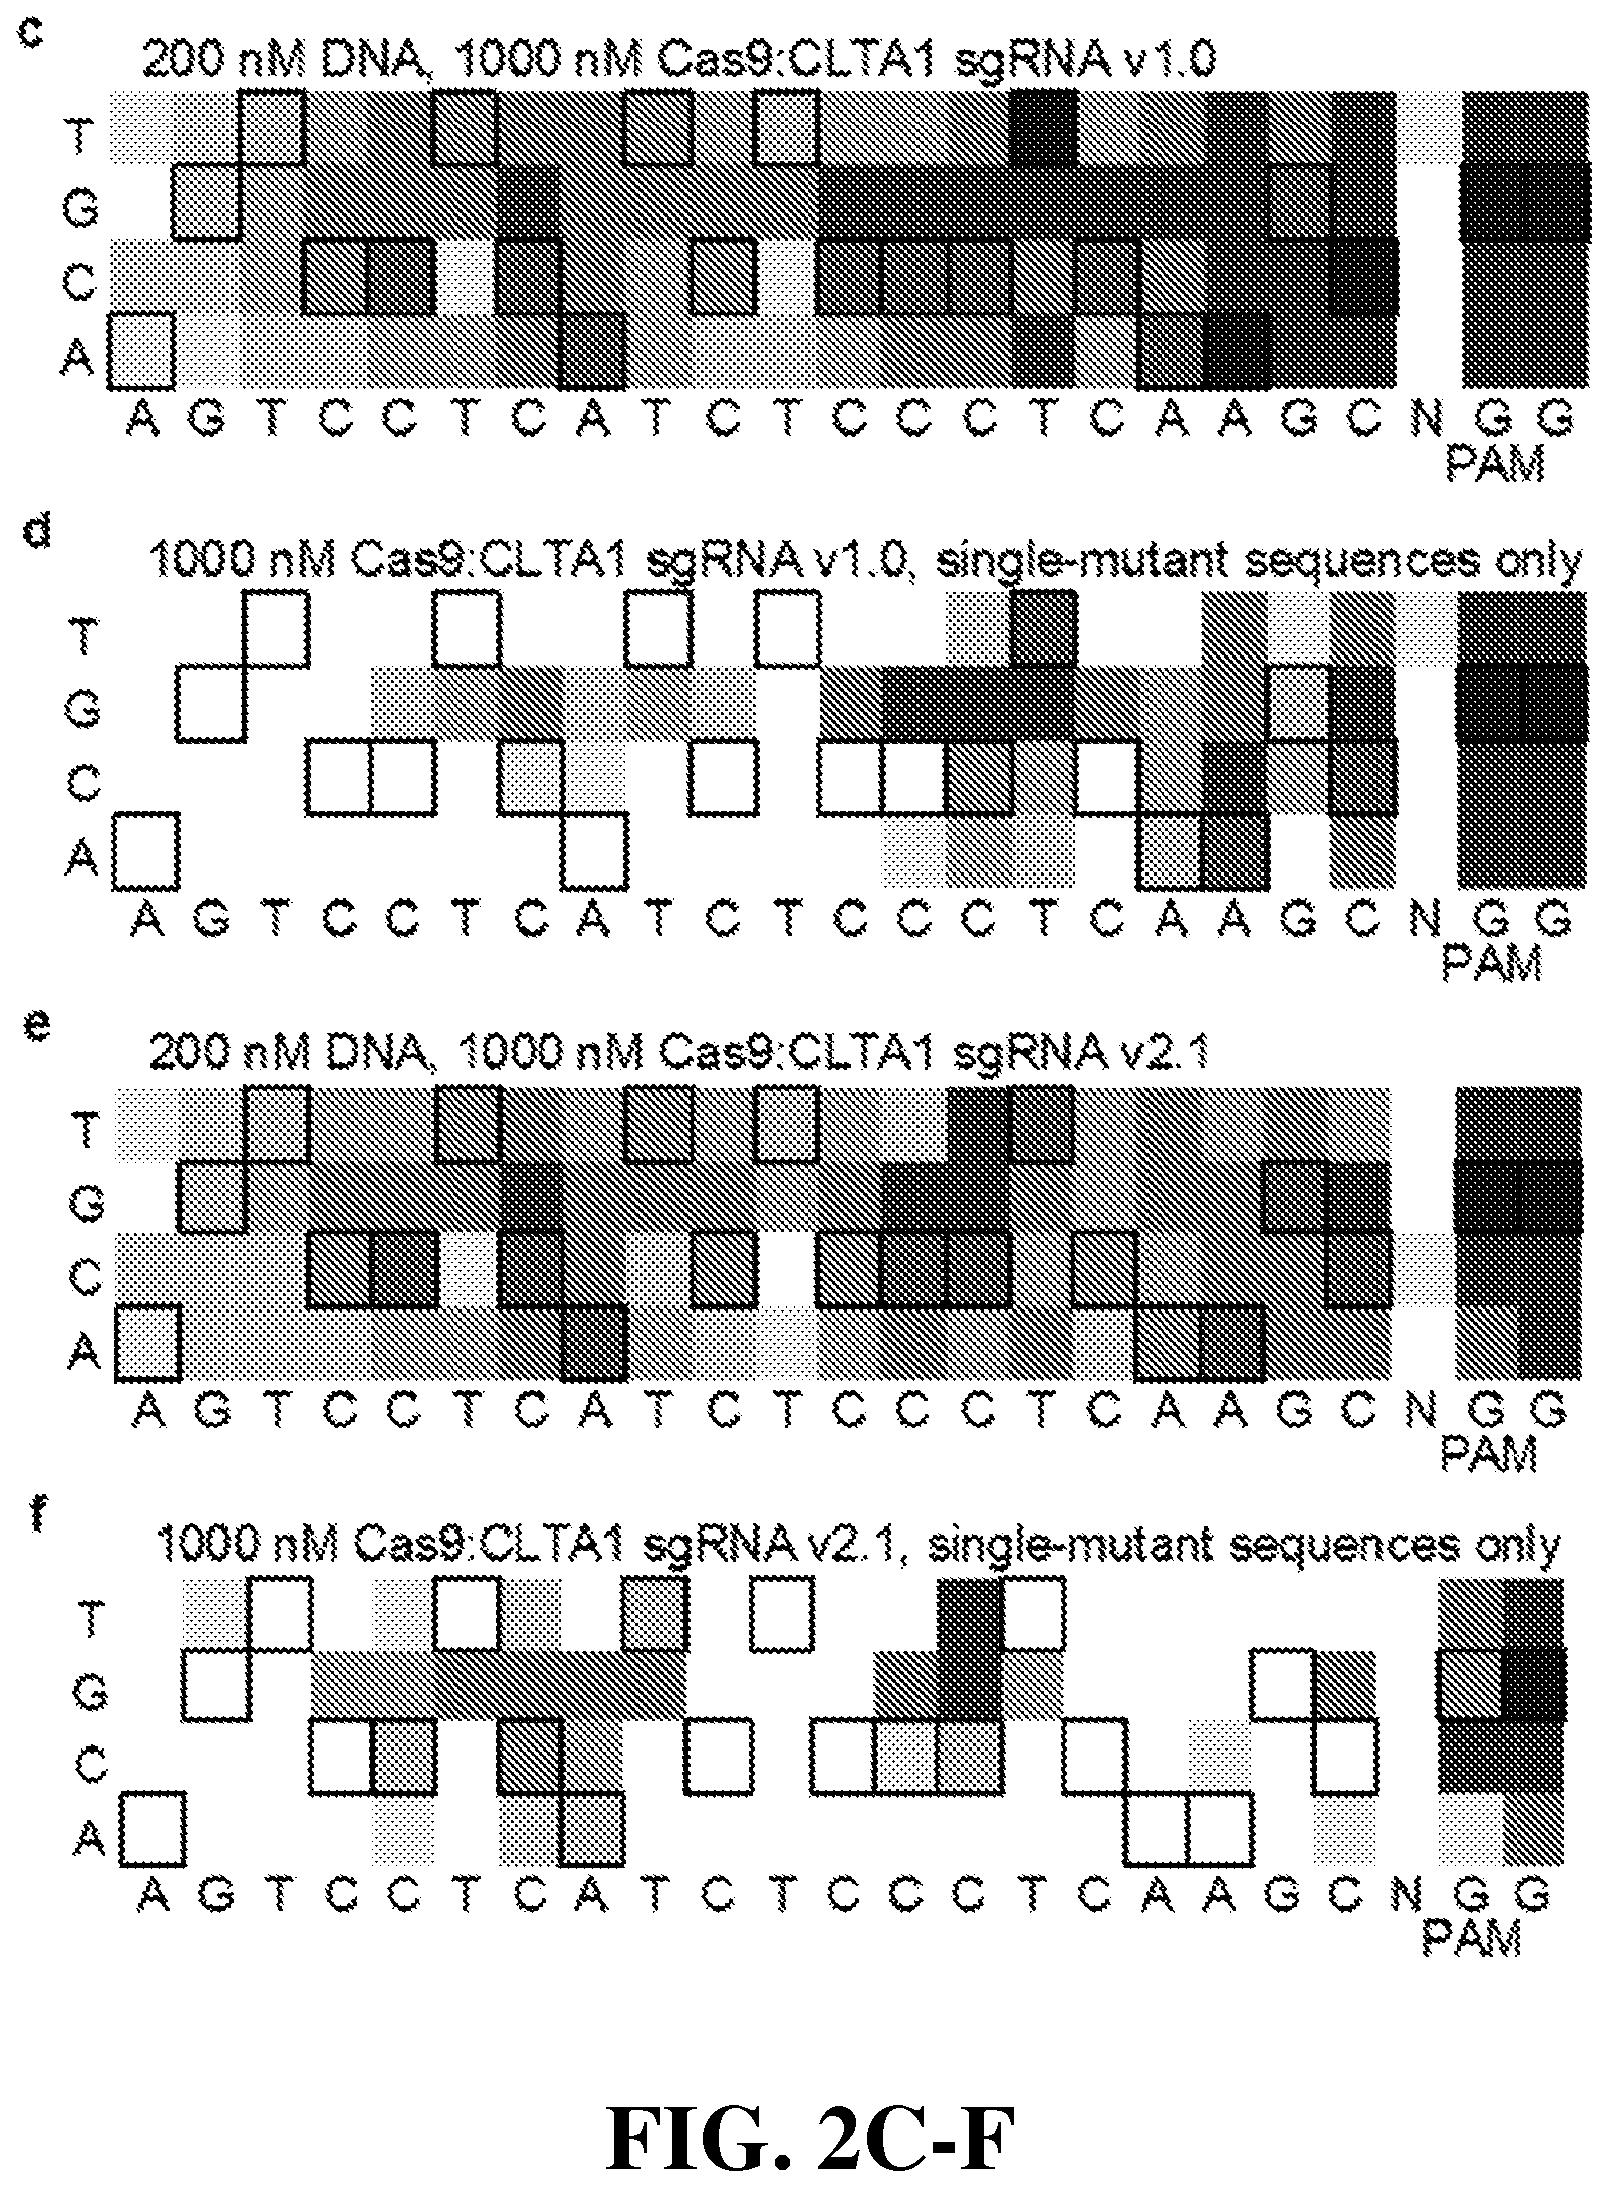 c
200 nM DNA, 1000 nM Cas9:CLTA1 sgRNA v1.0
T
G
C
A
A G T C C T C A T C T C C C T C A A G C N G G
PAM
d
1000 nM Cas9:CLTA1 sgRNA v1.0, single-mutant sequences only
T
G
C
A
A G T C C T C A T C T C C C T C A A G C N G G
PAM
e
200 nM DNA, 1000 nM Cas9:CLTA1 sgRNA v2.1
T
G
C
A
A G T C C T C A T C T C C C T C A A G C N G G
PAM
f
1000 nM Cas9:CLTA1 sgRNA v2.1, single-mutant sequences only
T
G
C
A
A G T C C T C A T C T C C C T C A A G C N G G
PAM
FIG. 2C-F